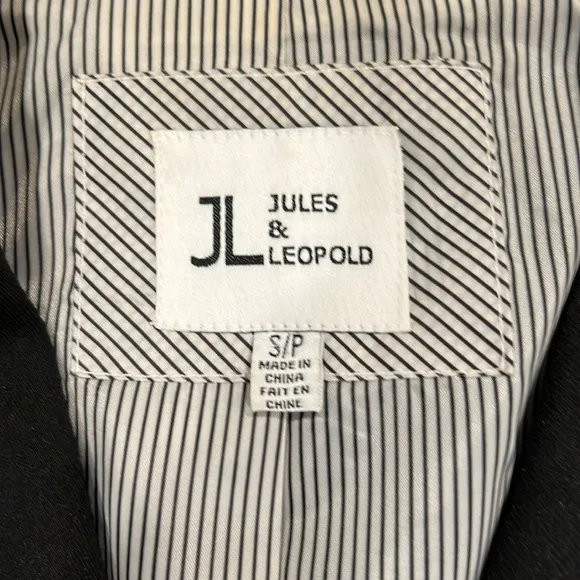 JL
JULES
&
LEOPOLD
S/P
MADE IN
CHINA
FAIT EN
CHINE